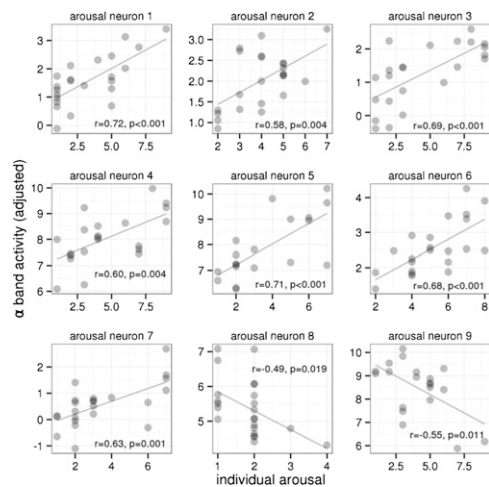 arousal neuron 1
arousal neuron 2
arousal neuron 3
3
2
1
0
r=0.72, p<0.001
2.5 5.0 7.5
3.0
2.5
2.0
1.5
1.0
r=0.58, p=0.004
2 3 4 5 6 7
2
1
0
r=0.69, p<0.001
2.5 5.0 7.5
α band activity (adjusted)
arousal neuron 4
arousal neuron 5
arousal neuron 6
10
9
8
7
6
r=0.60, p=0.004
2.5 5.0 7.5
10
9
8
7
r=0.71, p<0.001
2 4 6
4
3
2
r=0.68, p<0.001
2 4 6 8
arousal neuron 7
arousal neuron 8
arousal neuron 9
2
1
0
-1
r=0.63, p=0.001
2 4 6
7
6
5
r=-0.49, p=0.019
1 2 3 4
10
9
8
7
6
r=-0.55, p=0.011
2.5 5.0 7.5
individual arousal